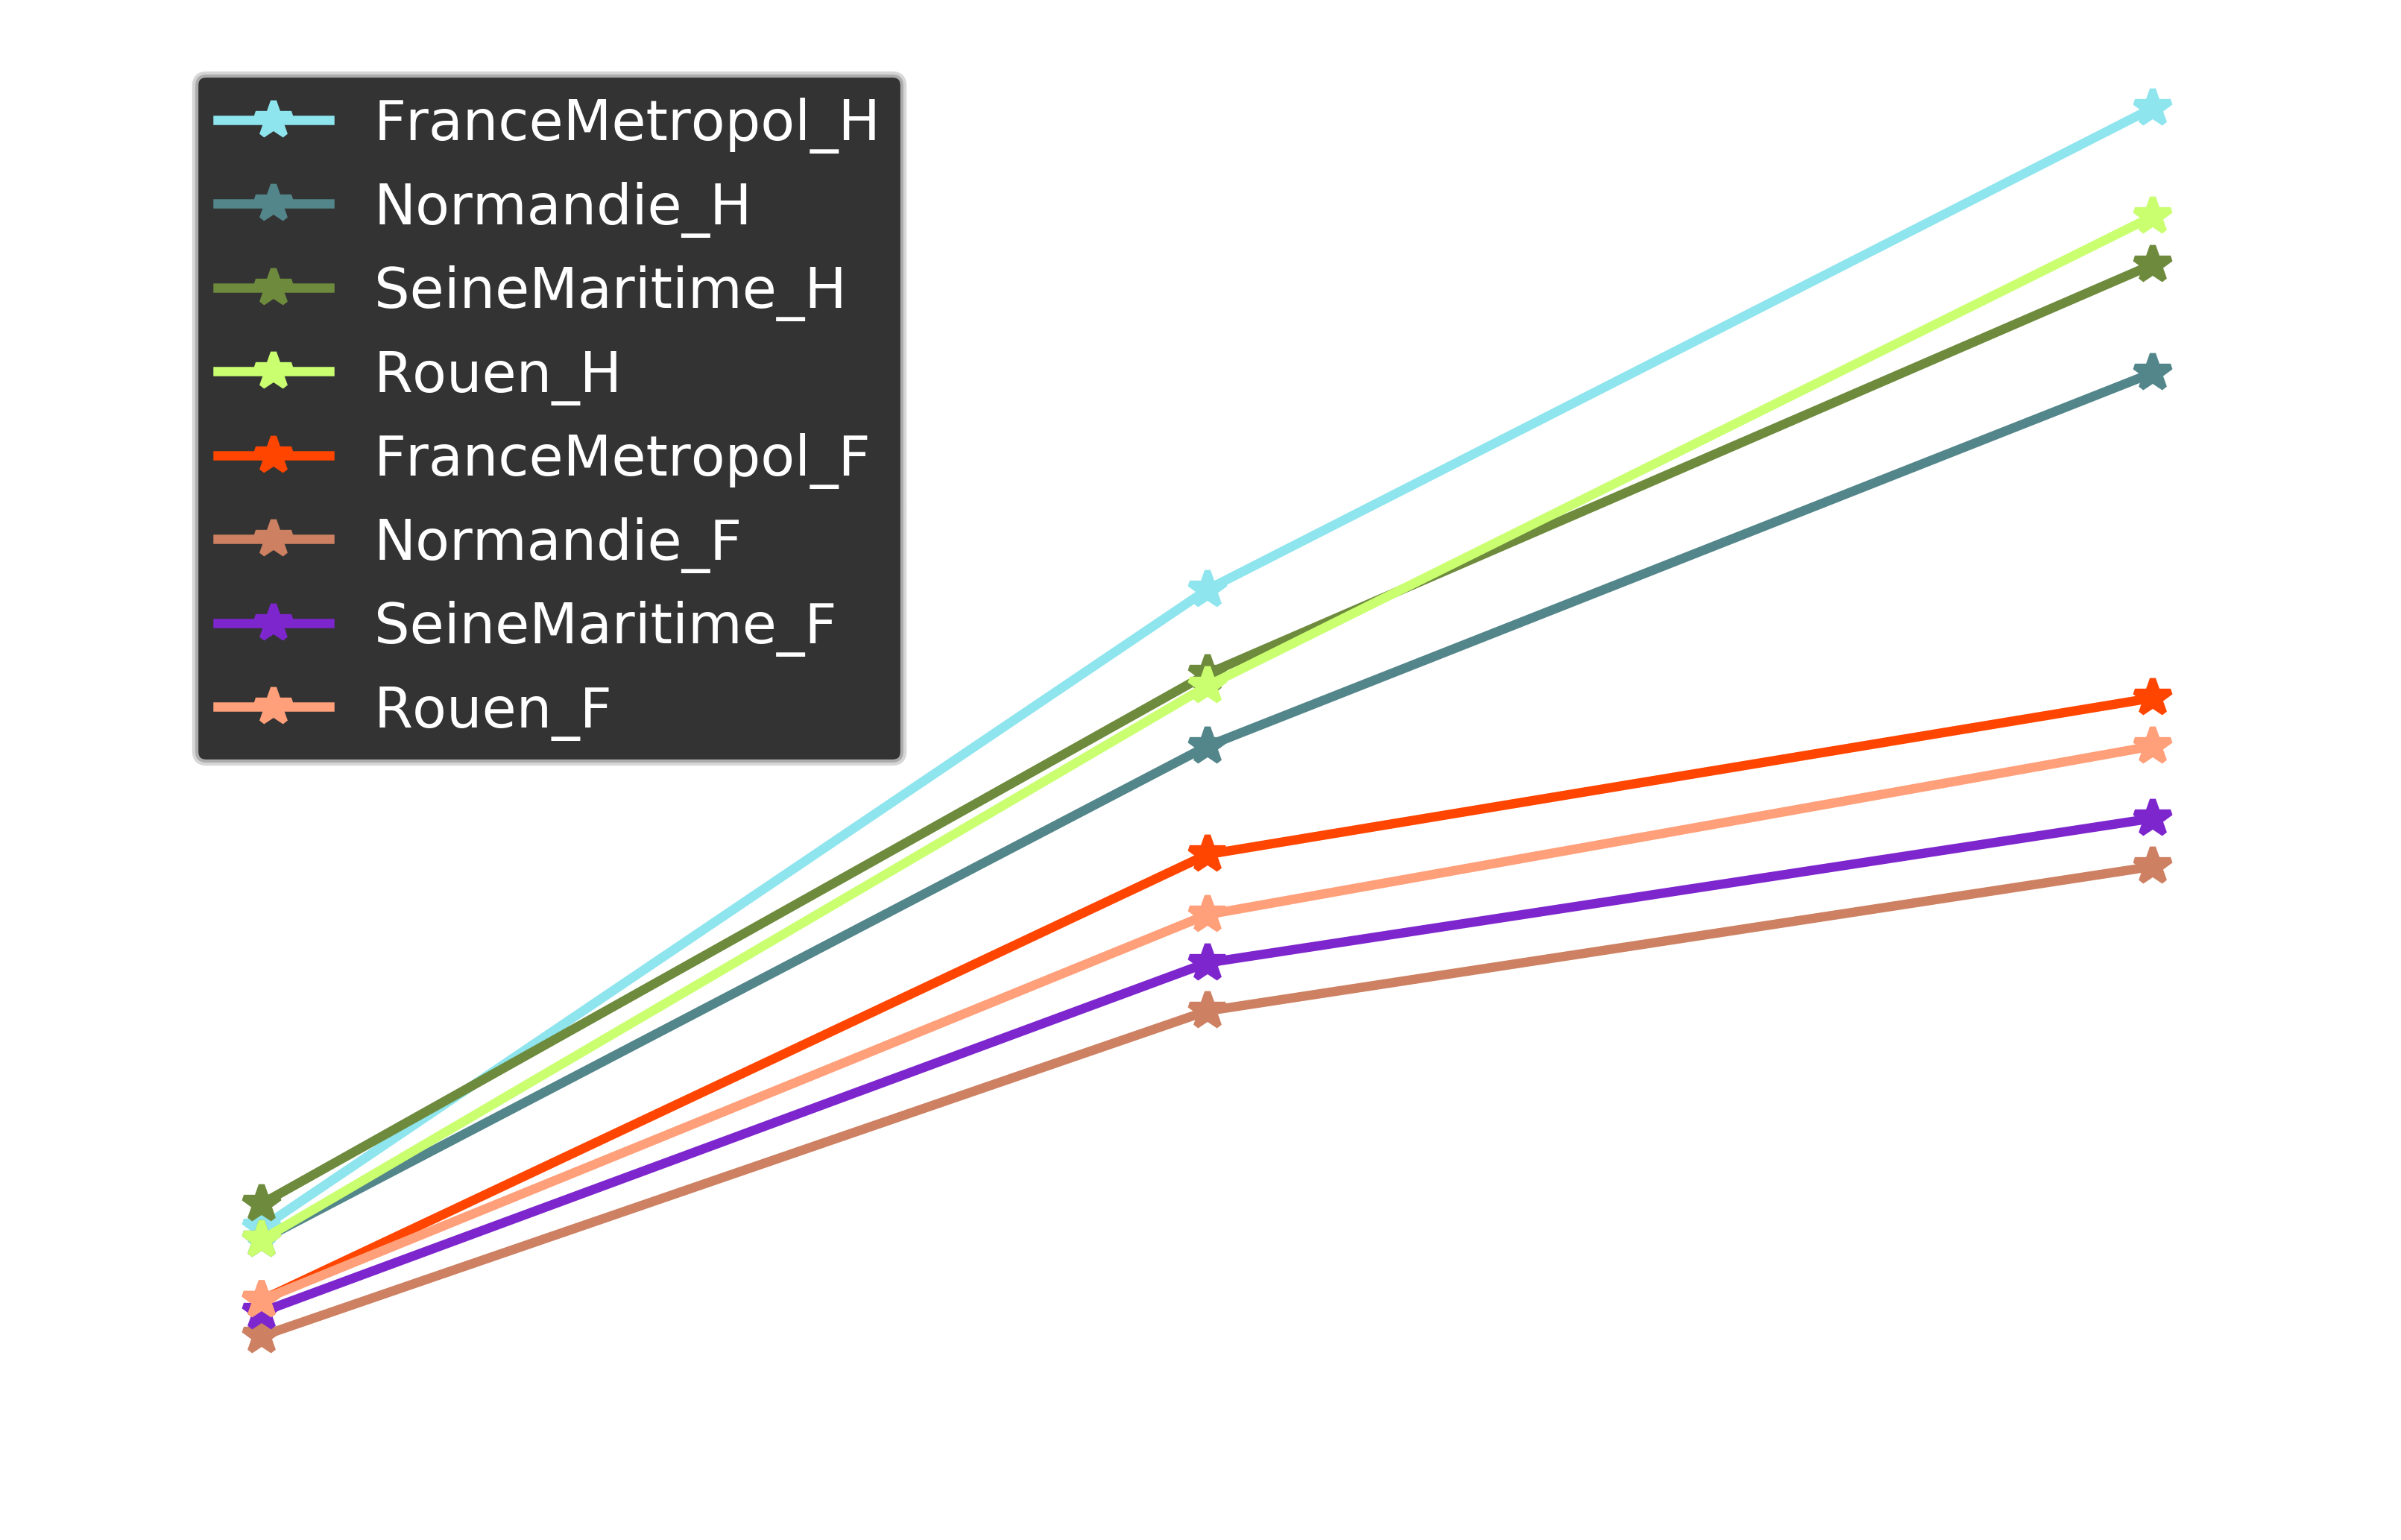 FranceMetropol_H
Normandie_H
SeineMaritime_H
Rouen_H
FranceMetropol_F
Normandie_F
SeineMaritime_F
Rouen_F